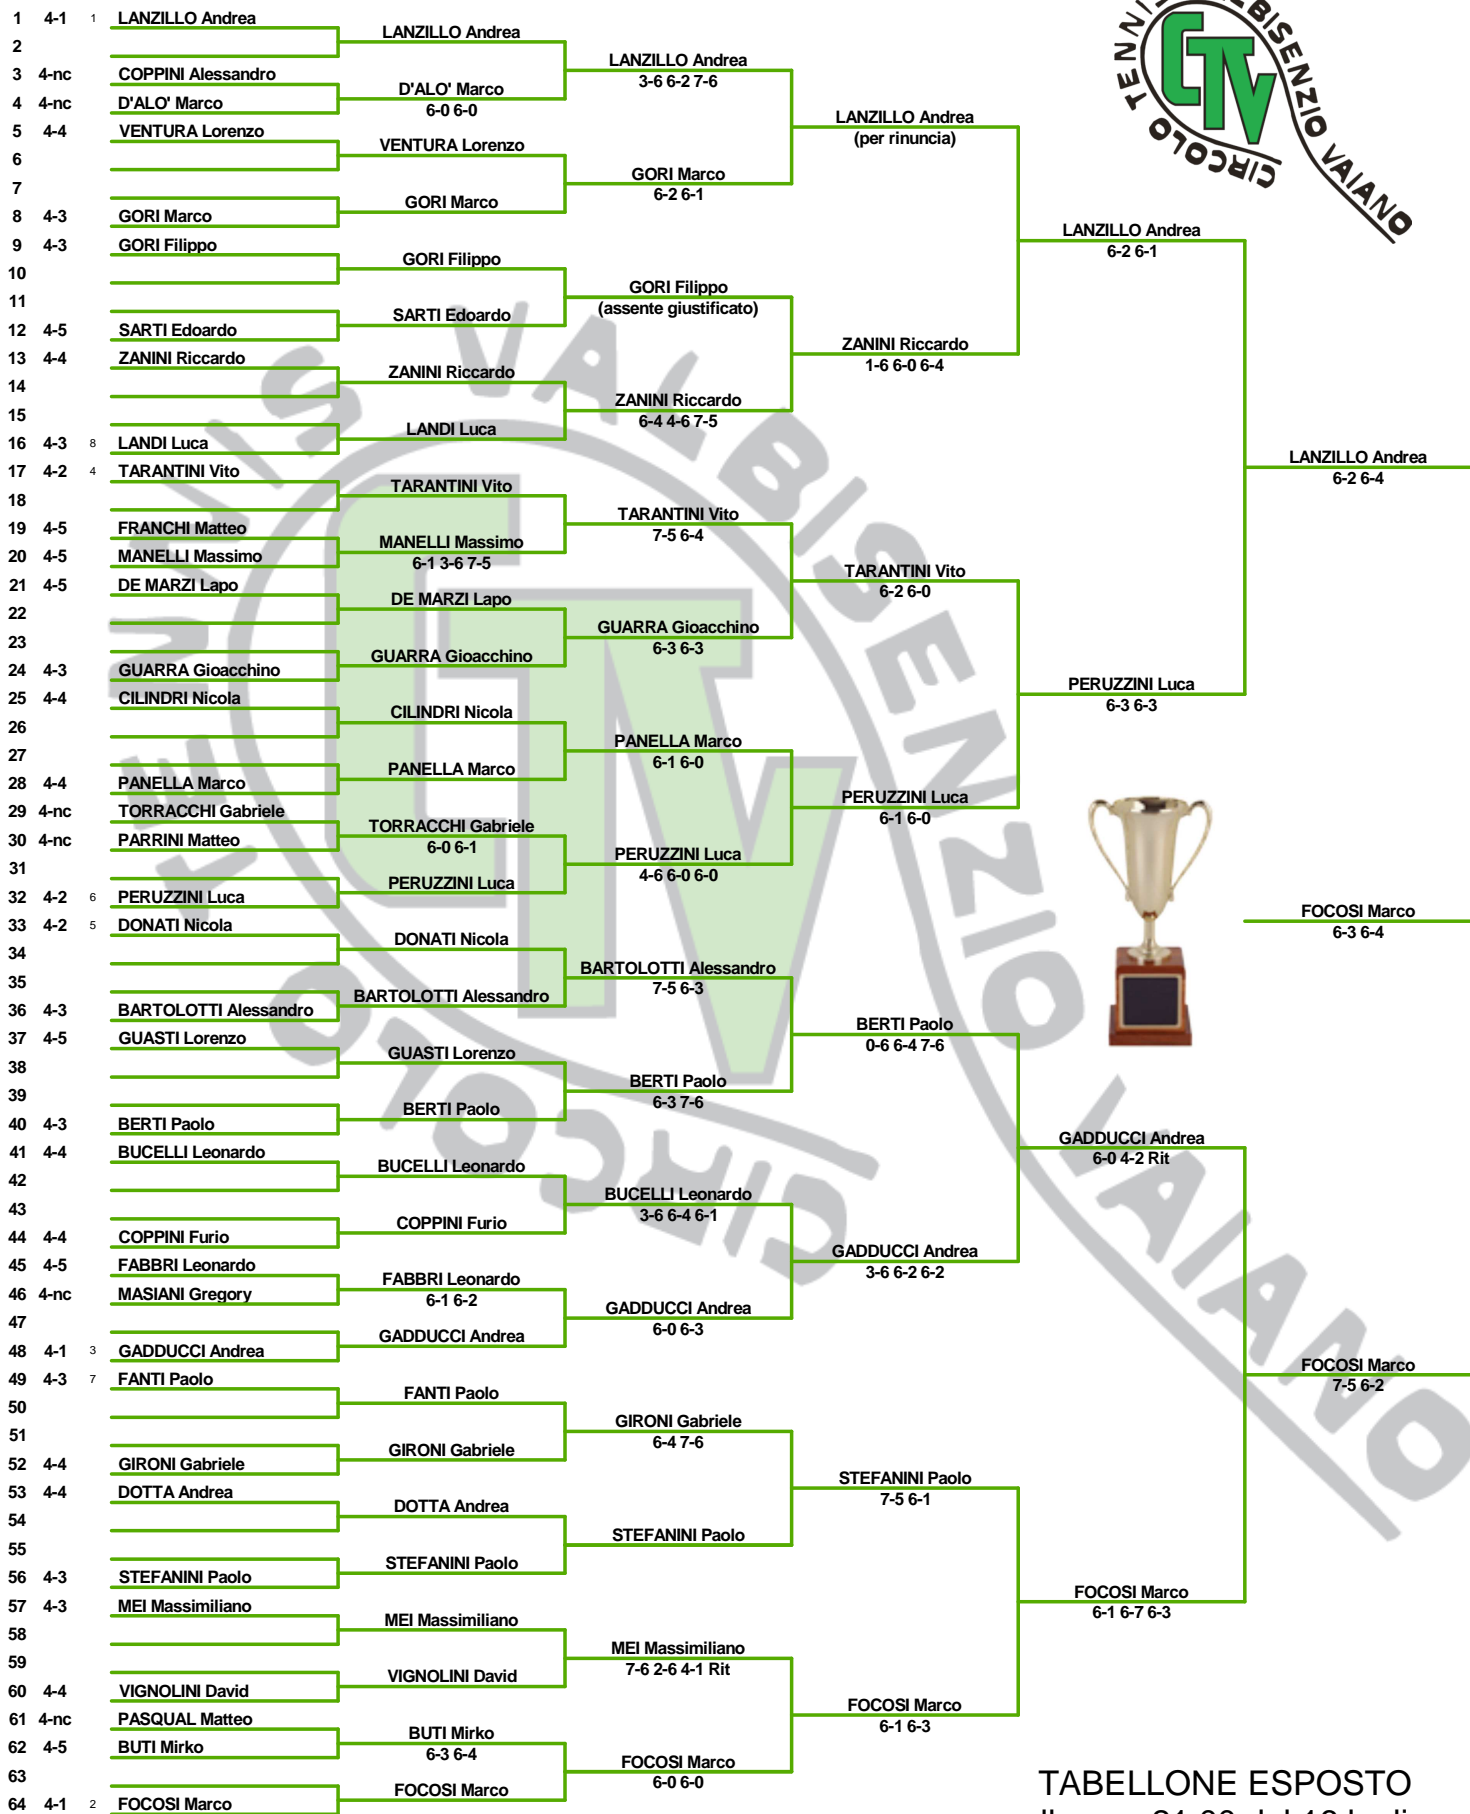 1 4-1 1 LANZILLO Andrea
2
3 4-nc COPPINI Alessandro
4 4-nc D'ALO' Marco
5 4-4 VENTURA Lorenzo
6
7
8 4-3 GORI Marco
9 4-3 GORI Filippo
10
11
12 4-5 SARTI Edoardo
13 4-4 ZANINI Riccardo
14
15
16 4-3 8 LANDI Luca
17 4-2 4 TARANTINI Vito
18
19 4-5 FRANCHI Matteo
20 4-5 MANELLI Massimo
21 4-5 DE MARZI Lapo
22
23
24 4-3 GUARRA Gioacchino
25 4-4 CILINDRI Nicola
26
27
28 4-4 PANELLA Marco
29 4-nc TORRACCHI Gabriele
30 4-nc PARRINI Matteo
31
32 4-2 6 PERUZZINI Luca
33 4-2 5 DONATI Nicola
34
35
36 4-3 BARTOLOTTI Alessandro
37 4-5 GUASTI Lorenzo
38
39
40 4-3 BERTI Paolo
41 4-4 BUCELLI Leonardo
42
43
44 4-4 COPPINI Furio
45 4-5 FABBRI Leonardo
46 4-nc MASIANI Gregory
47
48 4-1 3 GADDUCCI Andrea
49 4-3 7 FANTI Paolo
50
51
52 4-4 GIRONI Gabriele
53 4-4 DOTTA Andrea
54
55
56 4-3 STEFANINI Paolo
57 4-3 MEI Massimiliano
58
59
60 4-4 VIGNOLINI David
61 4-nc PASQUAL Matteo
62 4-5 BUTI Mirko
63
64 4-1 2 FOCOSI Marco
LANZILLO Andrea
D'ALO' Marco
6-0 6-0
VENTURA Lorenzo
GORI Marco
GORI Filippo
SARTI Edoardo
ZANINI Riccardo
LANDI Luca
TARANTINI Vito
MANELLI Massimo
6-1 3-6 7-5
DE MARZI Lapo
GUARRA Gioacchino
CILINDRI Nicola
PANELLA Marco
TORRACCHI Gabriele
6-0 6-1
PERUZZINI Luca
DONATI Nicola
BARTOLOTTI Alessandro
GUASTI Lorenzo
BERTI Paolo
BUCELLI Leonardo
COPPINI Furio
FABBRI Leonardo
6-1 6-2
GADDUCCI Andrea
FANTI Paolo
GIRONI Gabriele
DOTTA Andrea
STEFANINI Paolo
MEI Massimiliano
VIGNOLINI David
BUTI Mirko
6-3 6-4
FOCOSI Marco
LANZILLO Andrea
3-6 6-2 7-6
GORI Marco
6-2 6-1
GORI Filippo
(assente giustificato)
ZANINI Riccardo
6-4 4-6 7-5
TARANTINI Vito
7-5 6-4
GUARRA Gioacchino
6-3 6-3
PANELLA Marco
6-1 6-0
PERUZZINI Luca
4-6 6-0 6-0
BARTOLOTTI Alessandro
7-5 6-3
BERTI Paolo
6-3 7-6
BUCELLI Leonardo
3-6 6-4 6-1
GADDUCCI Andrea
6-0 6-3
GIRONI Gabriele
6-4 7-6
STEFANINI Paolo
MEI Massimiliano
7-6 2-6 4-1 Rit
FOCOSI Marco
6-0 6-0
LANZILLO Andrea
(per rinuncia)
ZANINI Riccardo
1-6 6-0 6-4
TARANTINI Vito
6-2 6-0
PERUZZINI Luca
6-1 6-0
BERTI Paolo
0-6 6-4 7-6
GADDUCCI Andrea
3-6 6-2 6-2
STEFANINI Paolo
7-5 6-1
FOCOSI Marco
6-1 6-3
LANZILLO Andrea
6-2 6-1
PERUZZINI Luca
6-3 6-3
GADDUCCI Andrea
6-0 4-2 Rit
FOCOSI Marco
6-1 6-7 6-3
LANZILLO Andrea
6-2 6-4
FOCOSI Marco
7-5 6-2
FOCOSI Marco
6-3 6-4
CTV
CIRCOLO TENNIS VALBISENZIO VAIANO
CTV
CIRCOLO TENNIS VALBISENZIO VAIANO
TABELLONE ESPOSTO